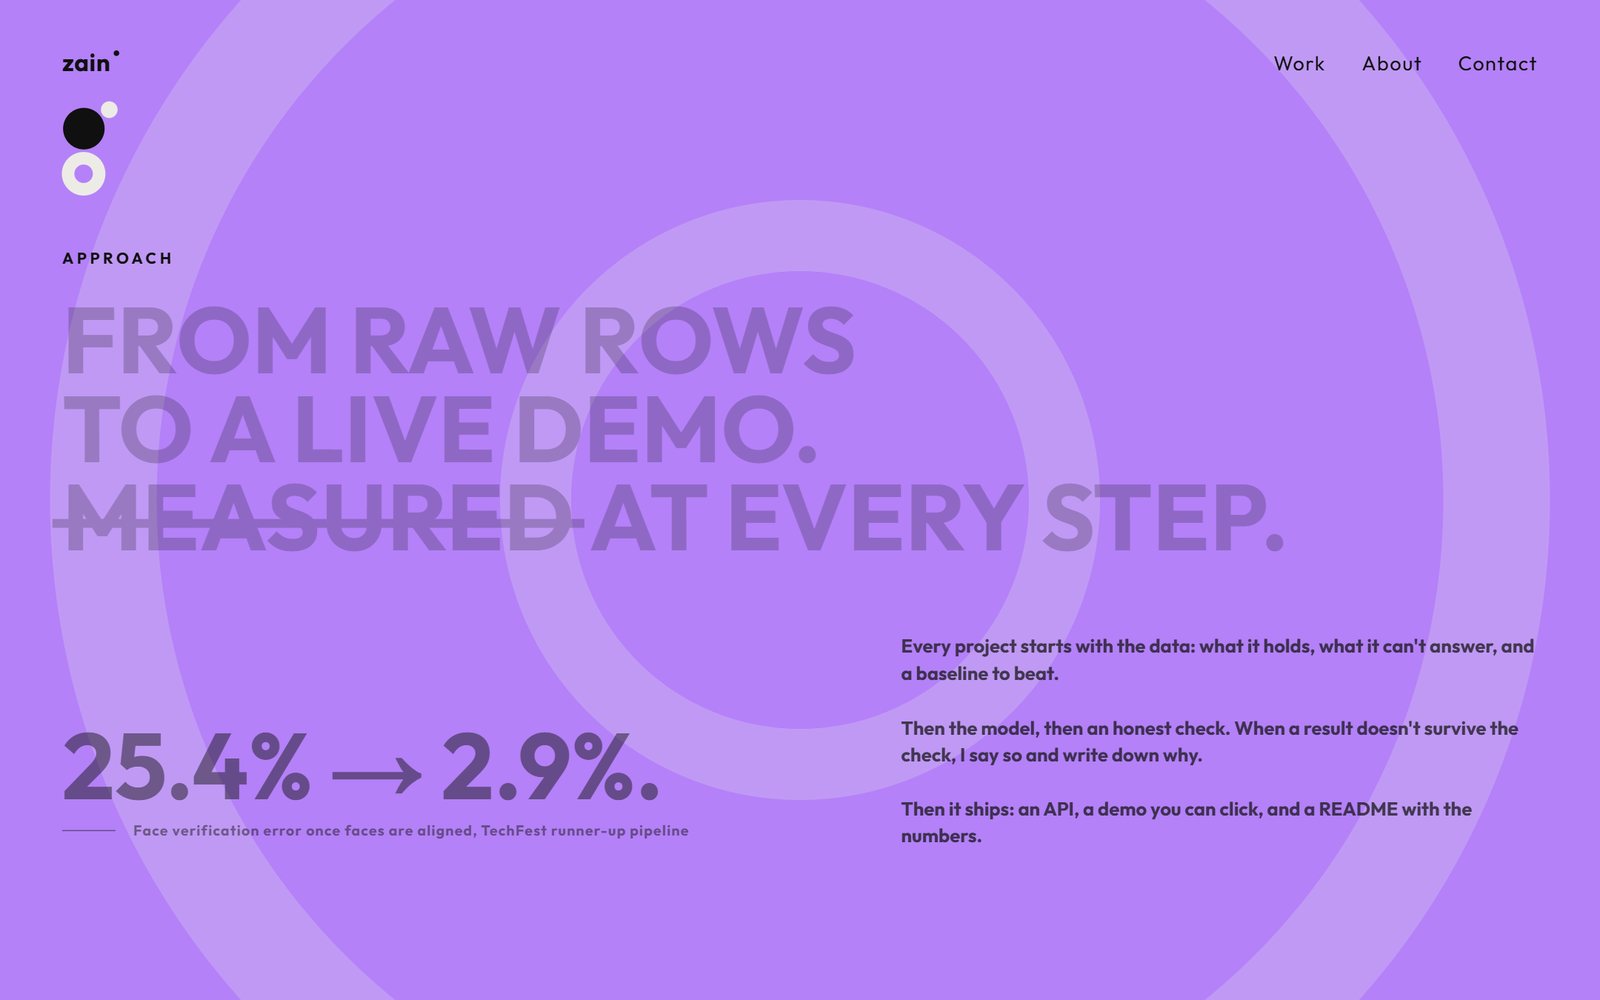 zain
Work About Contact
APPROACH
FROM RAW ROWS
TO A LIVE DEMO.
MEASURED AT EVERY STEP.
Every project starts with the data: what it holds, what it can't answer, and
a baseline to beat.
Then the model, then an honest check. When a result doesn't survive the
check, I say so and write down why.
Then it ships: an API, a demo you can click, and a README with the
numbers.
25.4% → 2.9%.
Face verification error once faces are aligned, TechFest runner-up pipeline